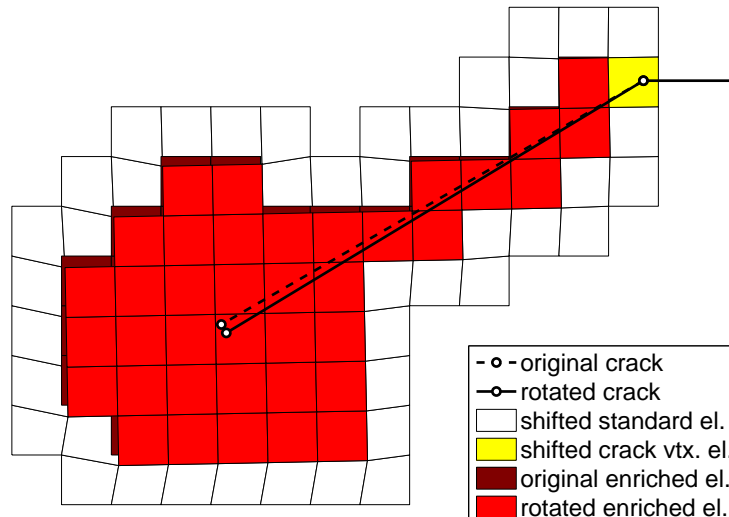 original crack
rotated crack
shifted standard el.
shifted crack vtx. el.
original enriched el.
rotated enriched el.